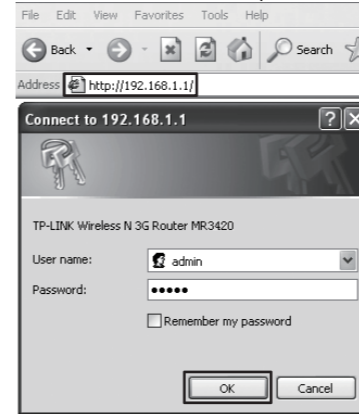 File Edit View Favorites Tools Help
Back Search
Address http://192.168.1.1/
Connect to 192.168.1.1
TP-LINK Wireless N 3G Router MR3420
User name: admin
Password: •••••
Remember my password
OK Cancel